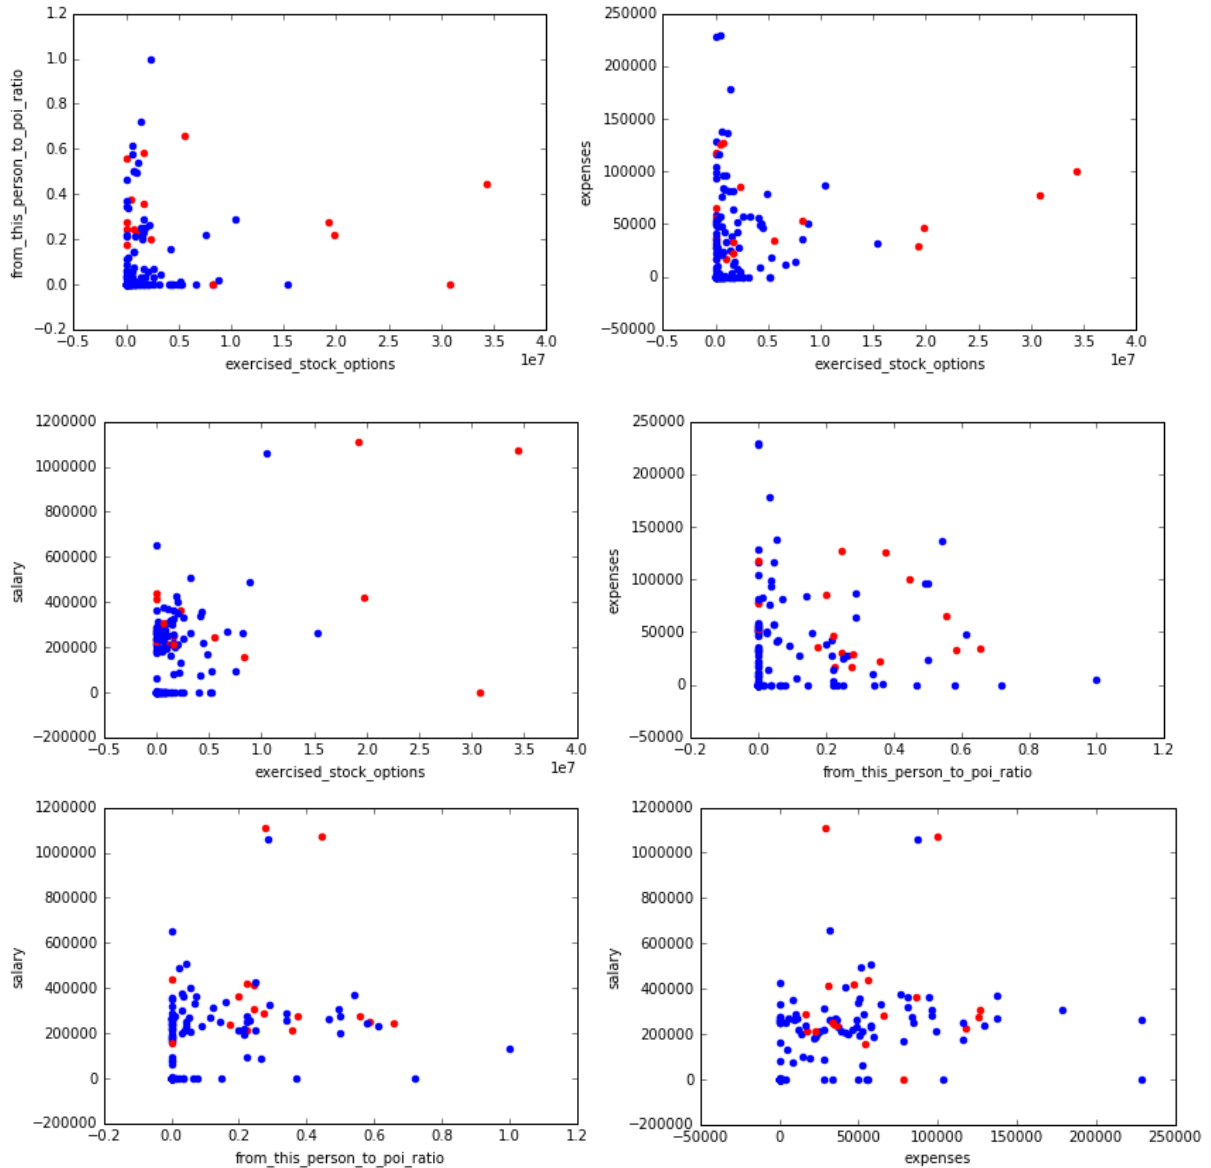 1.2
1.0
0.8
0.6
0.4
0.2
0.0
−0.2
from_this_person_to_poi_ratio
−0.5 0.0 0.5 1.0 1.5 2.0 2.5 3.0 3.5 4.0
1e7
exercised_stock_options
250000
200000
150000
100000
50000
0
−50000
expenses
−0.5 0.0 0.5 1.0 1.5 2.0 2.5 3.0 3.5 4.0
1e7
exercised_stock_options
1200000
1000000
800000
600000
400000
200000
0
−200000
salary
−0.5 0.0 0.5 1.0 1.5 2.0 2.5 3.0 3.5 4.0
1e7
exercised_stock_options
250000
200000
150000
100000
50000
0
−50000
expenses
−0.2 0.0 0.2 0.4 0.6 0.8 1.0 1.2
from_this_person_to_poi_ratio
1200000
1000000
800000
600000
400000
200000
0
−200000
salary
−0.2 0.0 0.2 0.4 0.6 0.8 1.0 1.2
from_this_person_to_poi_ratio
1200000
1000000
800000
600000
400000
200000
0
−200000
salary
−50000 0 50000 100000 150000 200000 250000
expenses